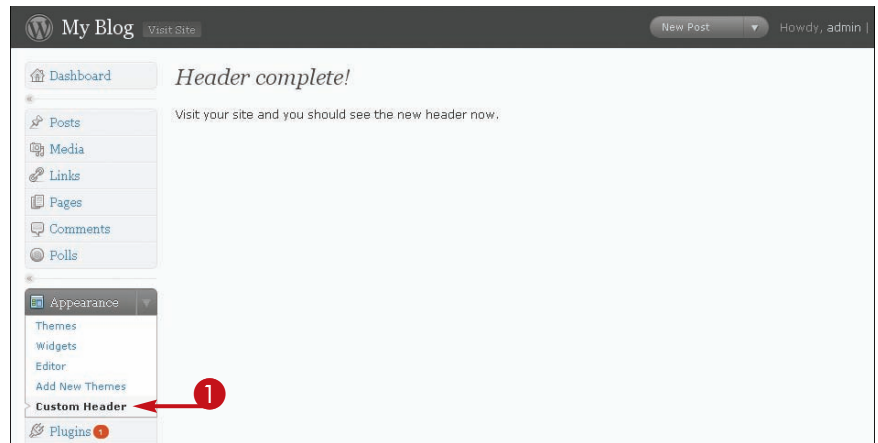 My Blog Visit Site New Post Howdy, admin |
Dashboard
Header complete!
Visit your site and you should see the new header now.
Posts
Media
Links
Pages
Comments
Polls
Appearance
Themes
Widgets
Editor
Add New Themes
Custom Header 1
Plugins 1